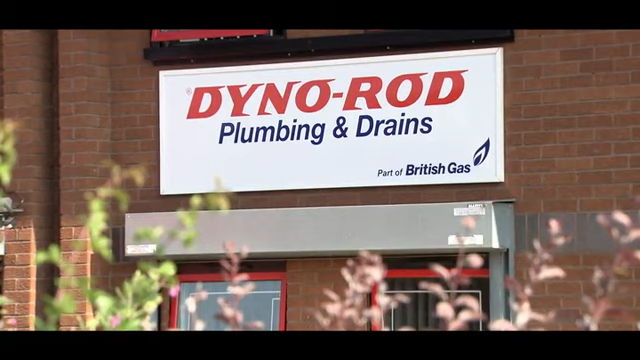 ® DYNO-ROD
Plumbing & Drains
Part of British Gas